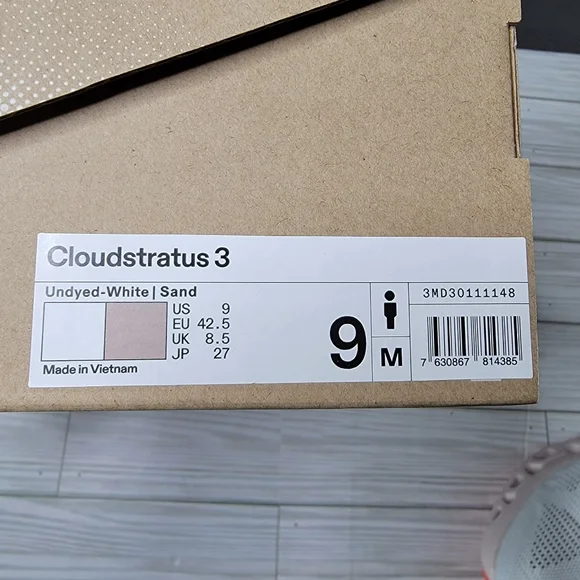 Cloudstratus 3
Undyed-White | Sand
US 9
EU 42.5
UK 8.5
JP 27
Made in Vietnam
9
M
3MD30111148
7 630867 814385